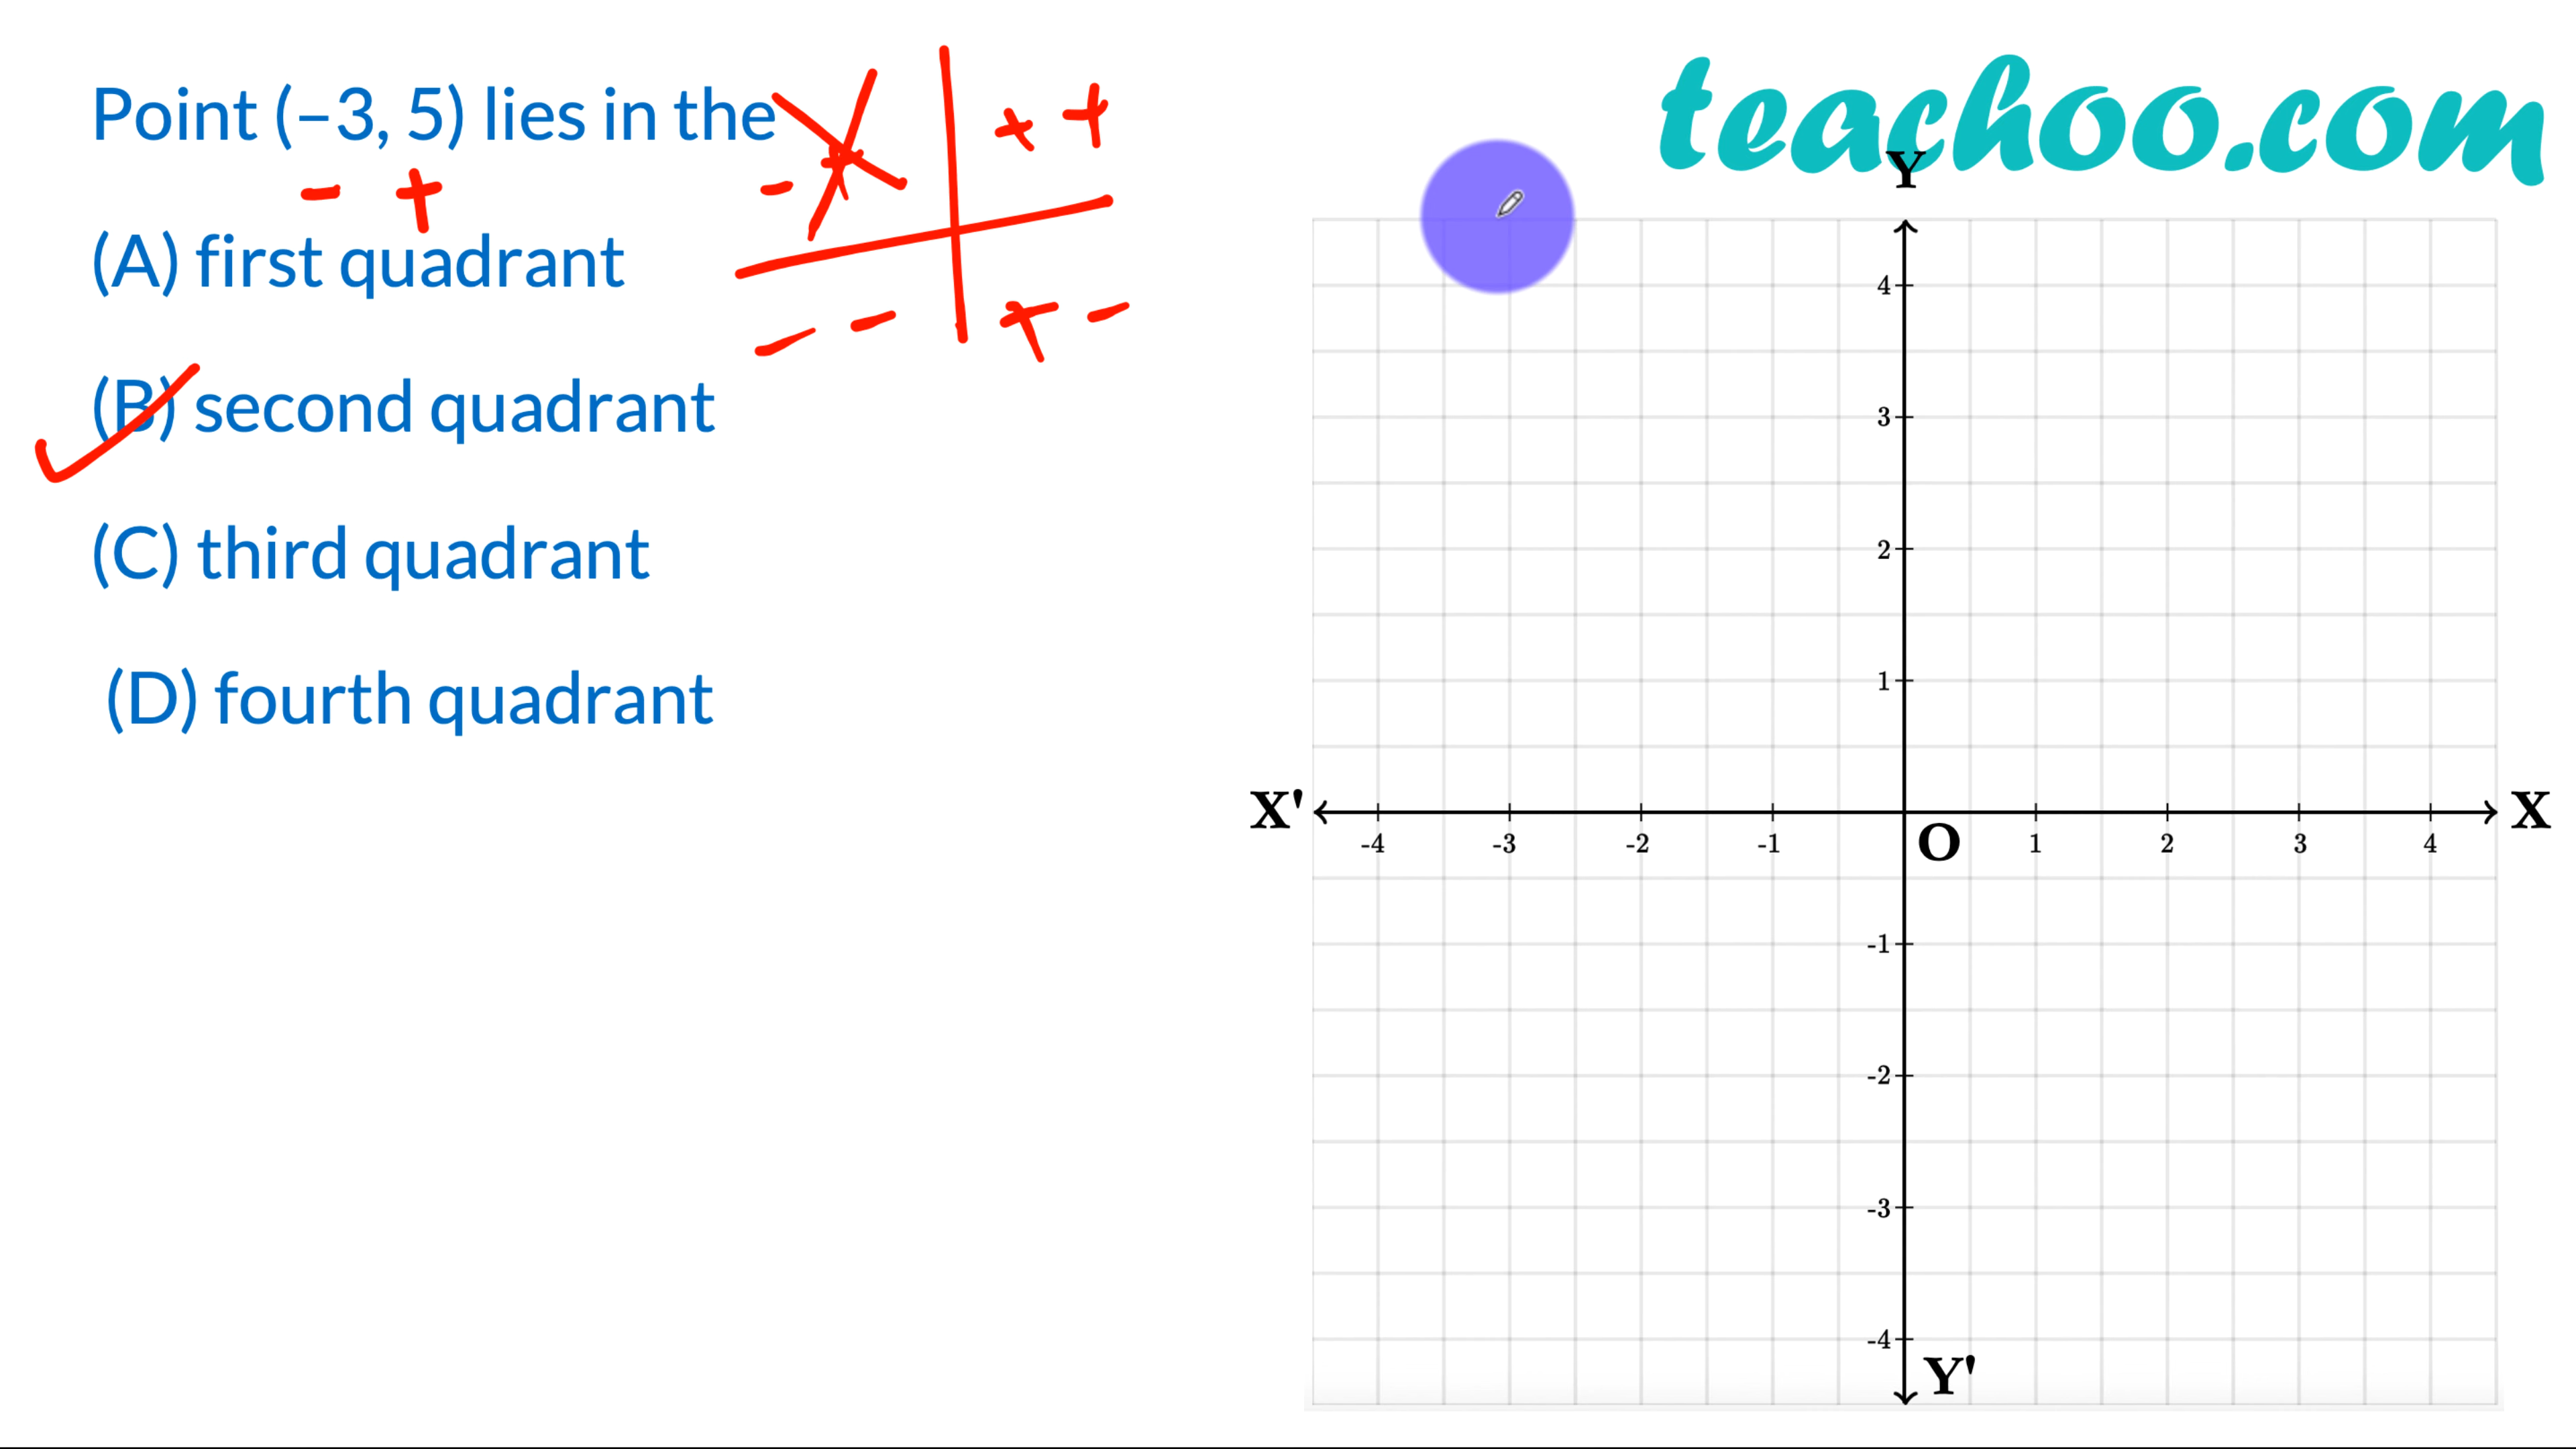 Point (–3, 5) lies in the
- +
(A) first quadrant
(B) second quadrant
(C) third quadrant
(D) fourth quadrant
- + + +
- - + -
teachoo.com
Y
4
3
2
1
X' X
-4 -3 -2 -1 O 1 2 3 4
-1
-2
-3
-4
Y'